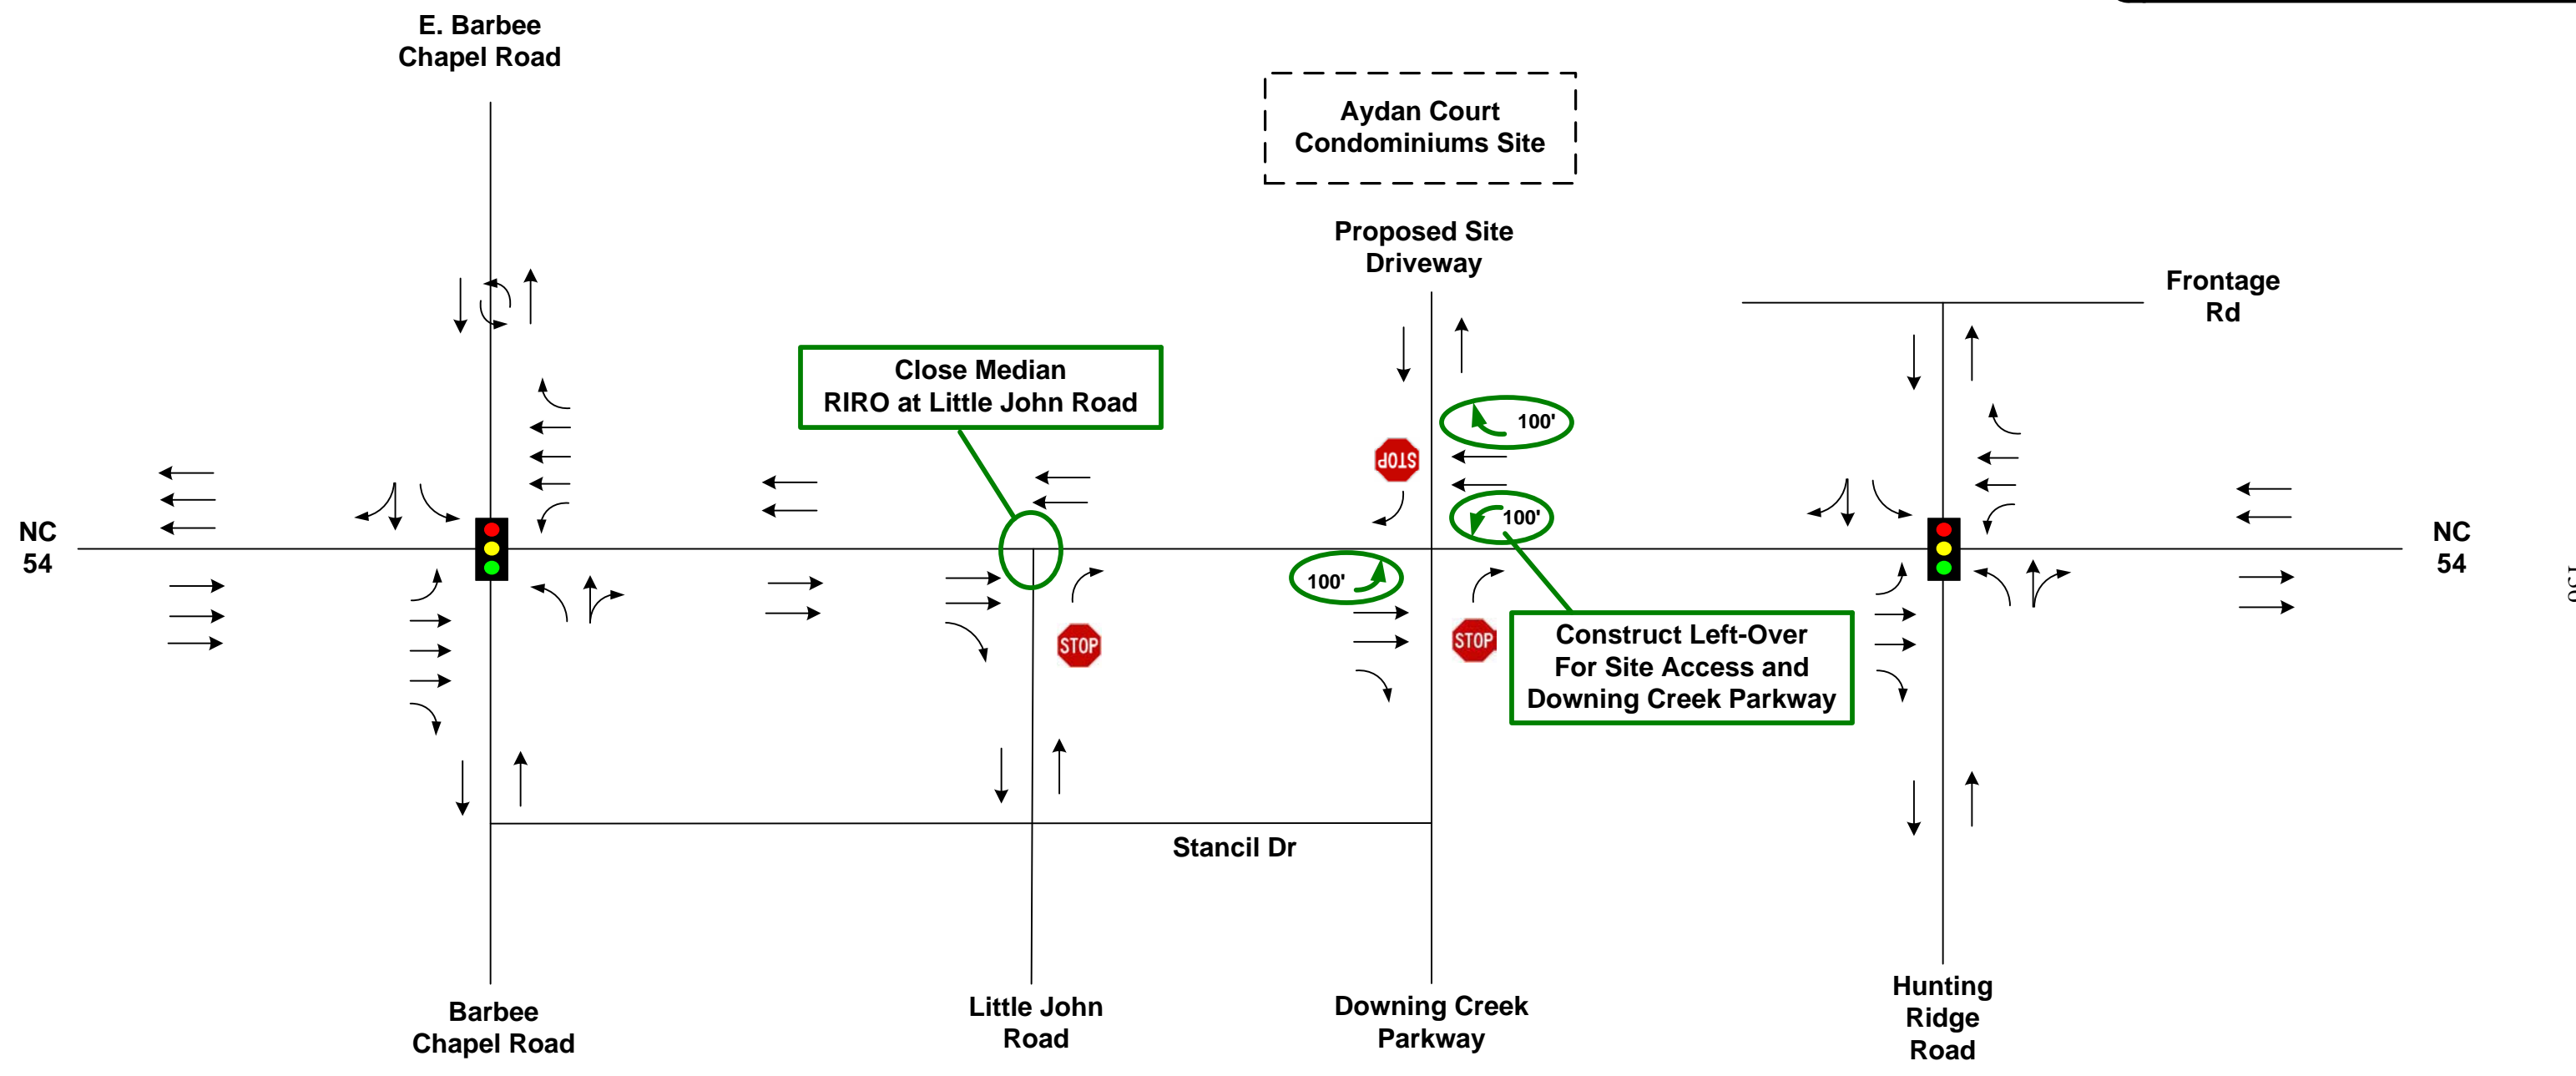 E. Barbee
Chapel Road
Aydan Court
Condominiums Site
Proposed Site
Driveway
Frontage
Rd
Close Median
RIRO at Little John Road
100'
STOP
NC
54
100'
NC
54
100'
STOP
STOP
Construct Left-Over
For Site Access and
Downing Creek Parkway
Stancil Dr
Barbee
Chapel Road
Little John
Road
Downing Creek
Parkway
Hunting
Ridge
Road